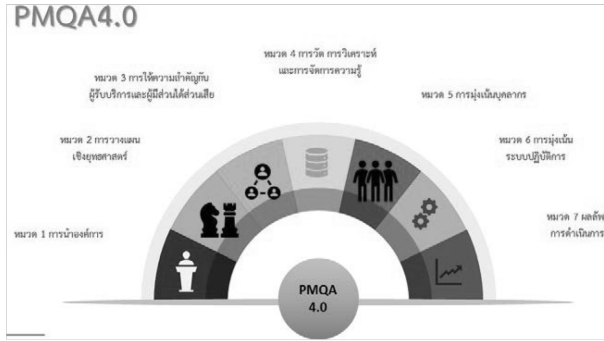 PMQA4.0
หมวด 4 การวัด การวิเคราะห์
และการจัดการความรู้
หมวด 3 การให้ความสำคัญกับ
ผู้รับบริการและผู้มีส่วนได้ส่วนเสีย
หมวด 5 การมุ่งเน้นบุคลากร
หมวด 2 การวางแผน
เชิงยุทธศาสตร์
หมวด 6 การมุ่งเน้น
ระบบปฏิบัติการ
หมวด 1 การนำองค์การ
หมวด 7 ผลลัพ
การดำเนินการ
PMQA
4.0